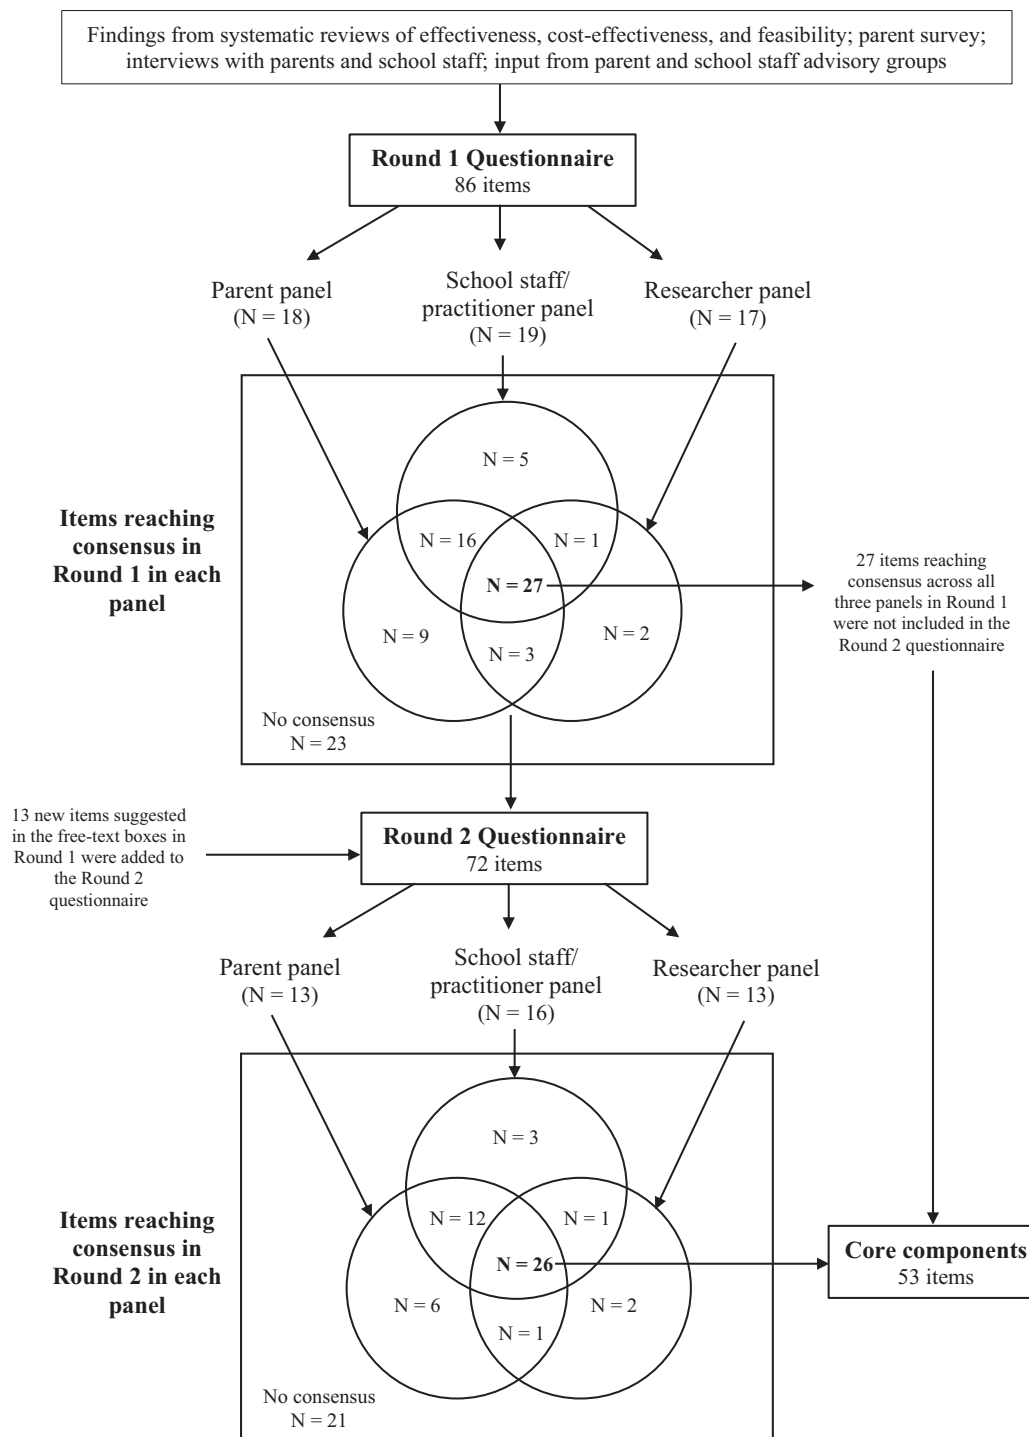 Findings from systematic reviews of effectiveness, cost-effectiveness, and feasibility; parent survey;
interviews with parents and school staff; input from parent and school staff advisory groups
Round 1 Questionnaire
86 items
Parent panel
(N = 18)
School staff/
practitioner panel
(N = 19)
Researcher panel
(N = 17)
Items reaching
consensus in
Round 1 in each
panel
N = 5
N = 16
N = 1
N = 27
N = 9
N = 3
N = 2
No consensus
N = 23
27 items reaching
consensus across all
three panels in Round 1
were not included in the
Round 2 questionnaire
13 new items suggested
in the free-text boxes in
Round 1 were added to
the Round 2
questionnaire
Round 2 Questionnaire
72 items
Parent panel
(N = 13)
School staff/
practitioner panel
(N = 16)
Researcher panel
(N = 13)
Items reaching
consensus in
Round 2 in each
panel
N = 3
N = 12
N = 1
N = 26
N = 6
N = 1
N = 2
No consensus
N = 21
Core components
53 items